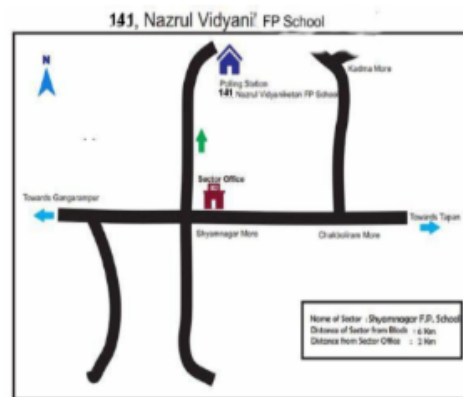 141, Nazrul Vidyani' FP School
N
Kadma More
Polling Station
141, Nazrul Vidyaniketan FP School
Sector Office
Towards Gangarampur
Towards Tapan
Shyamnagar More
Chakboliram More
Name of Sector : Shyamnagar F.P. School
Distance of Sector from Block : 6 Km
Distance from Sector Office : 2 Km